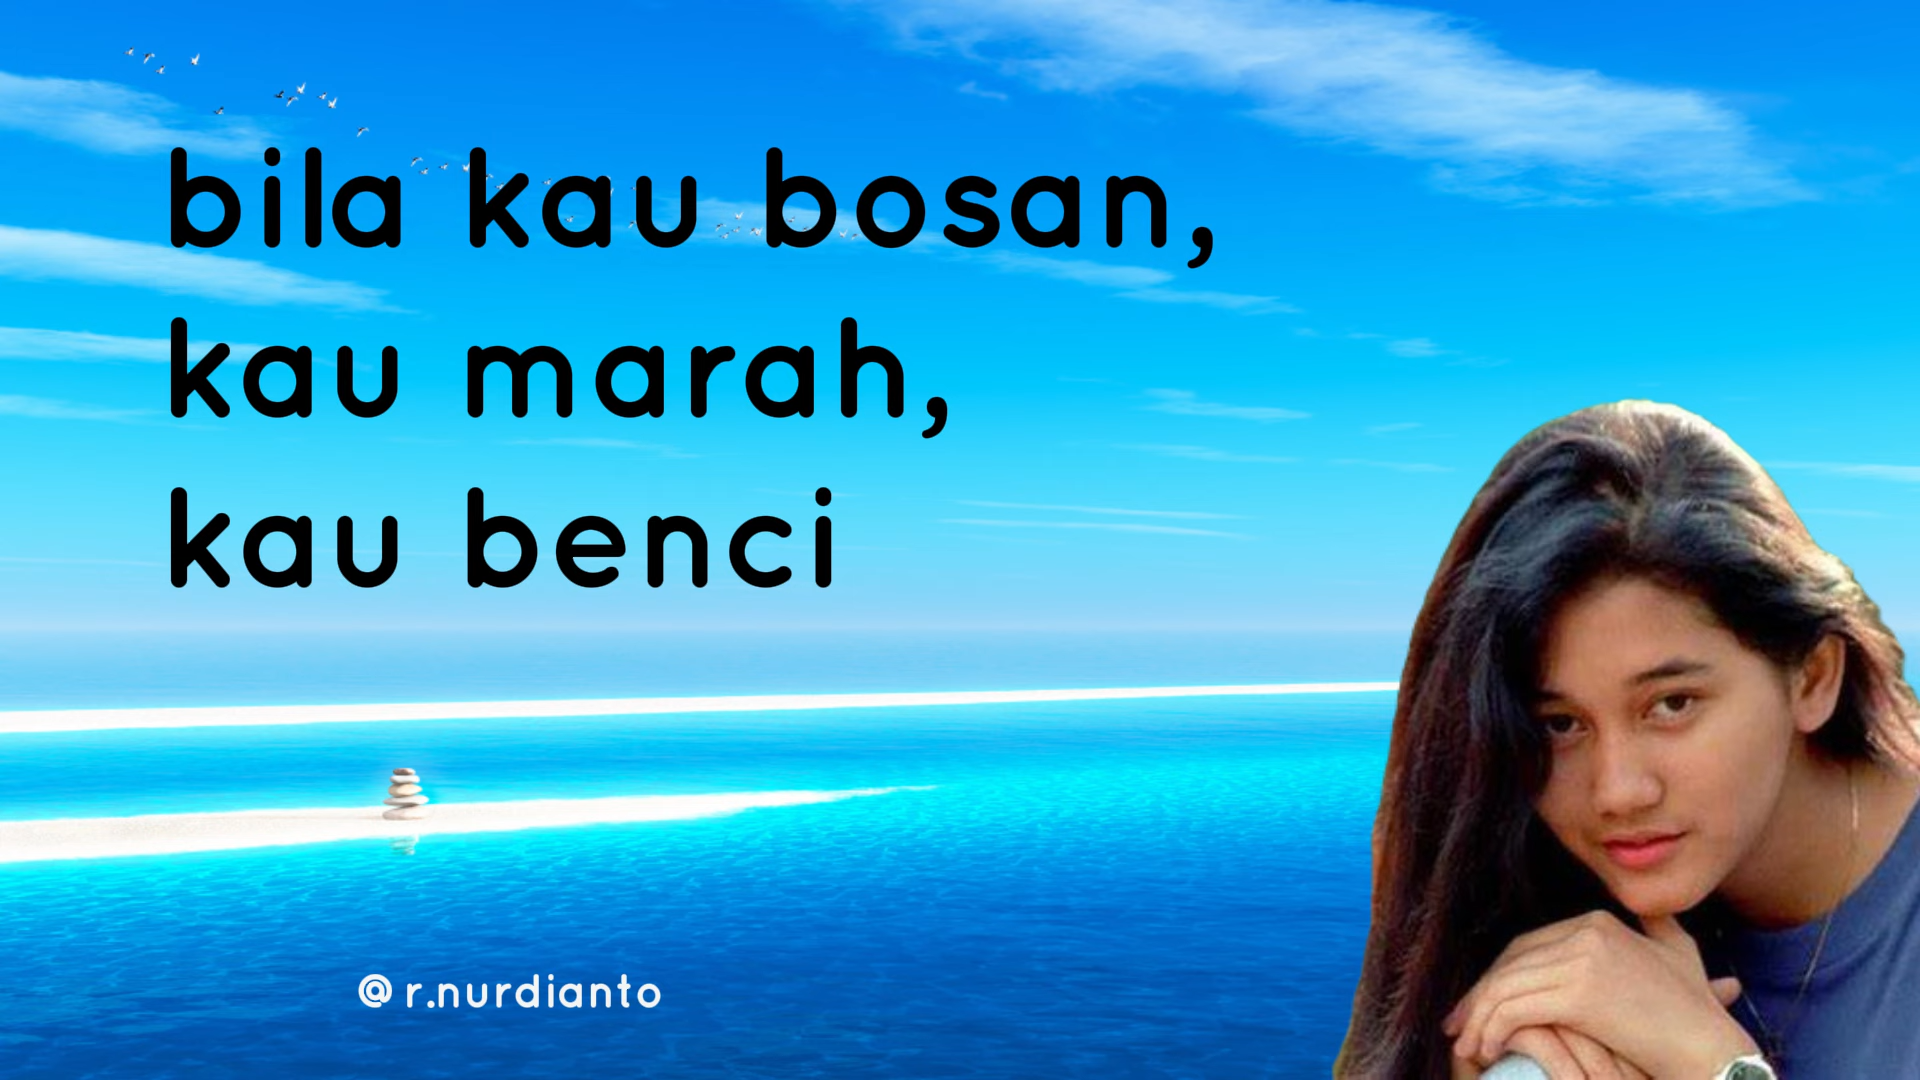 bila kau bosan,
kau marah,
kau benci
@r.nurdianto